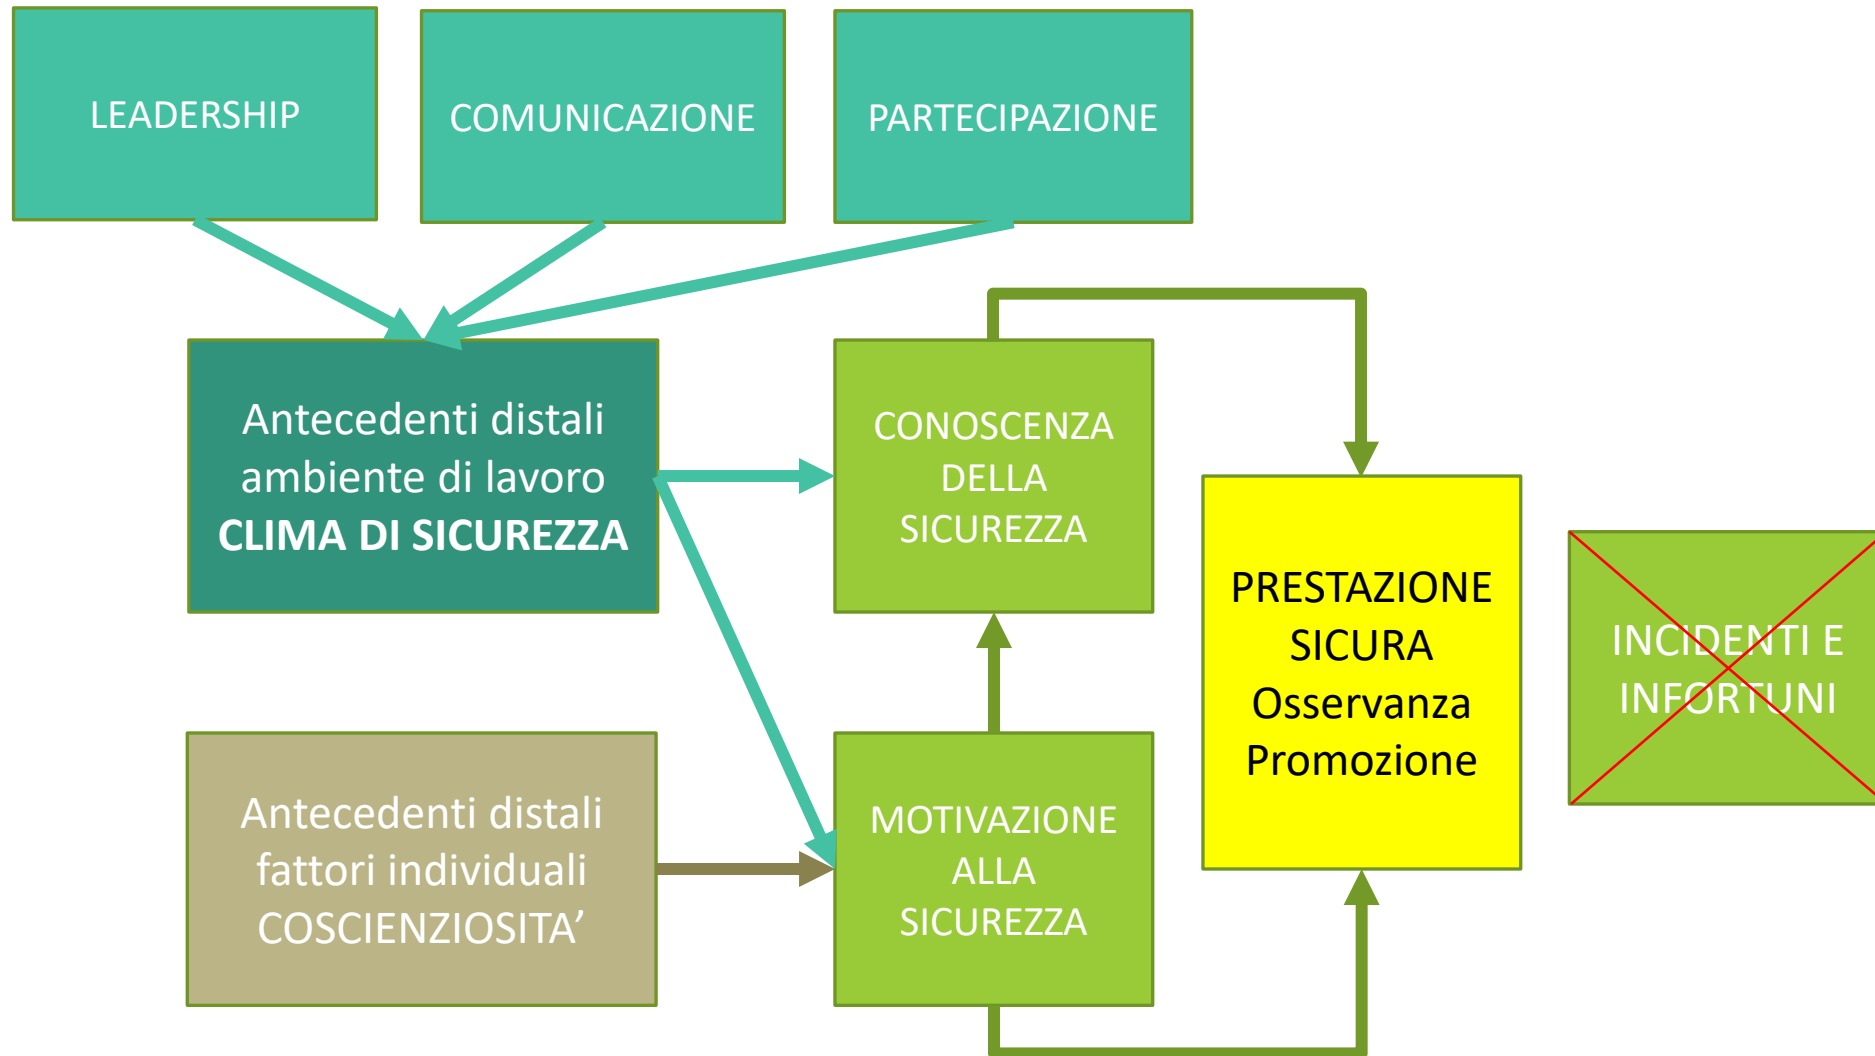 LEADERSHIP
COMUNICAZIONE
PARTECIPAZIONE
Antecedenti distali
ambiente di lavoro
CLIMA DI SICUREZZA
CONOSCENZA
DELLA
SICUREZZA
PRESTAZIONE
SICURA
Osservanza
Promozione
INCIDENTI E
INFORTUNI
Antecedenti distali
fattori individuali
COSCIENZIOSITA’
MOTIVAZIONE
ALLA
SICUREZZA